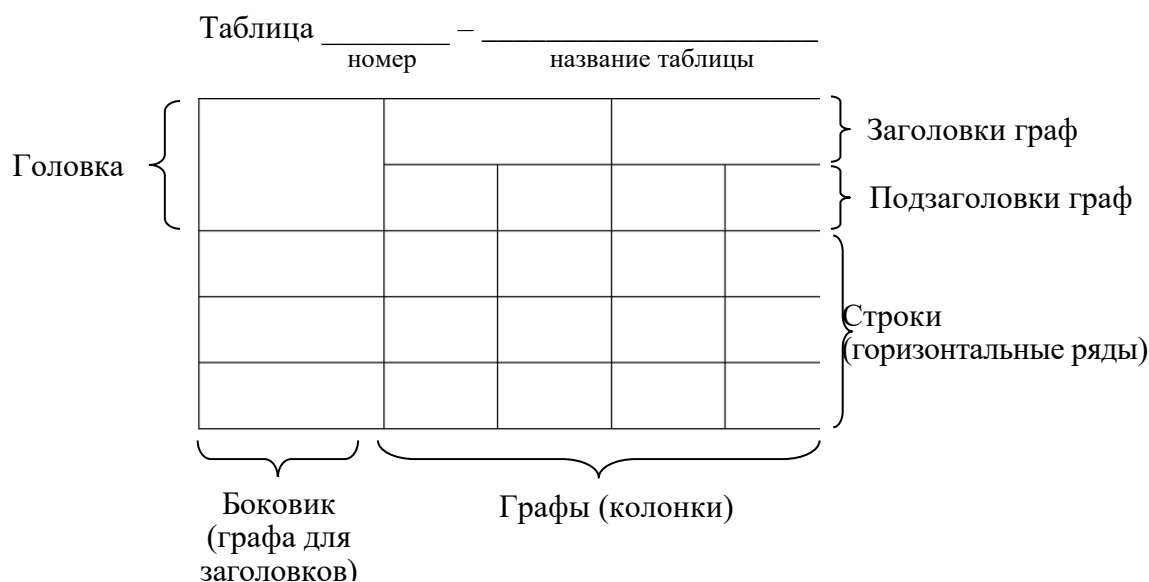 Таблица ________ – _____________________
номер
название таблицы
Заголовки граф
Головка
Подзаголовки граф
Строки
(горизонтальные ряды)
Боковик
(графа для
заголовков)
Графы (колонки)